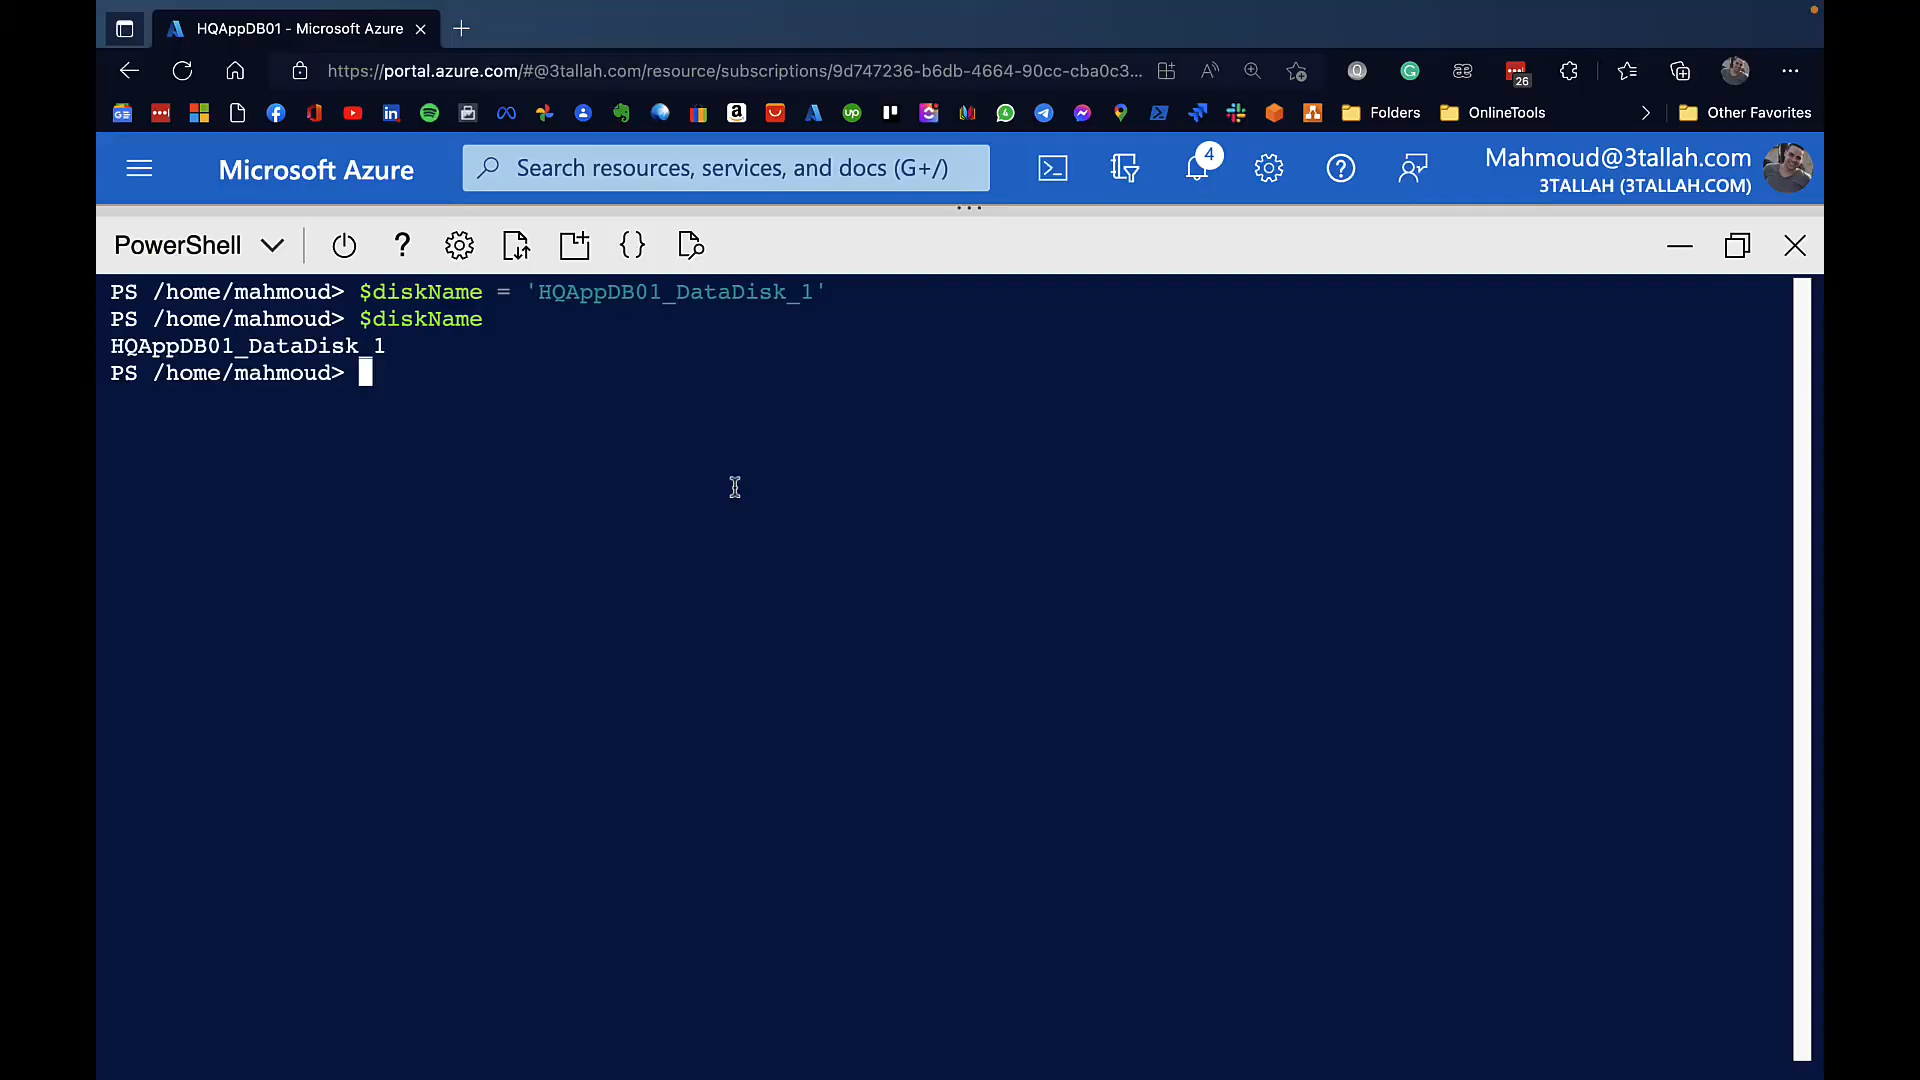 HQAppDB01 - Microsoft Azure
https://portal.azure.com/#@3tallah.com/resource/subscriptions/9d747236-b6db-4664-90cc-cba0c3...
26
Folders
OnlineTools
Other Favorites
Microsoft Azure
Search resources, services, and docs (G+/)
4
Mahmoud@3tallah.com
3TALLAH (3TALLAH.COM)
PowerShell
PS /home/mahmoud> $diskName = 'HQAppDB01_DataDisk_1'
PS /home/mahmoud> $diskName
HQAppDB01_DataDisk_1
PS /home/mahmoud>